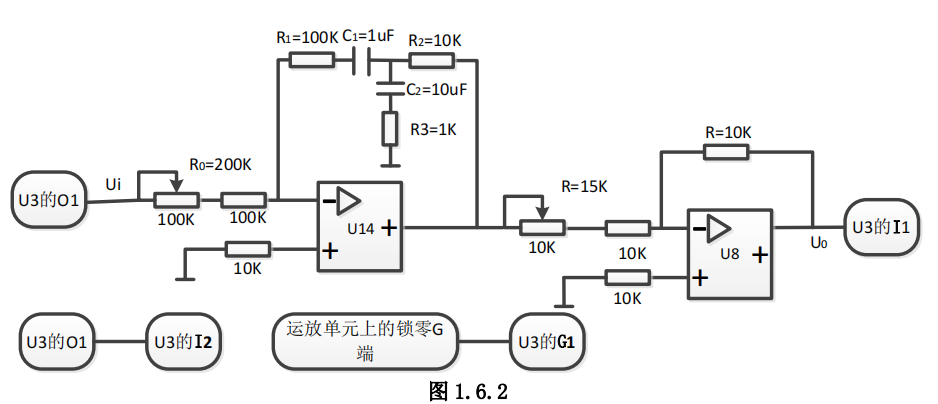 R₁=100K C₁=1uF R₂=10K
C₂=10uF
R3=1K
R=10K
R₀=200K
Ui
U3的O1
100K
100K
U14
10K
R=15K
10K
10K
U8
10K
U₀
U3的I1
U3的O1
U3的I2
运放单元上的锁零G
端
U3的G1
图 1.6.2